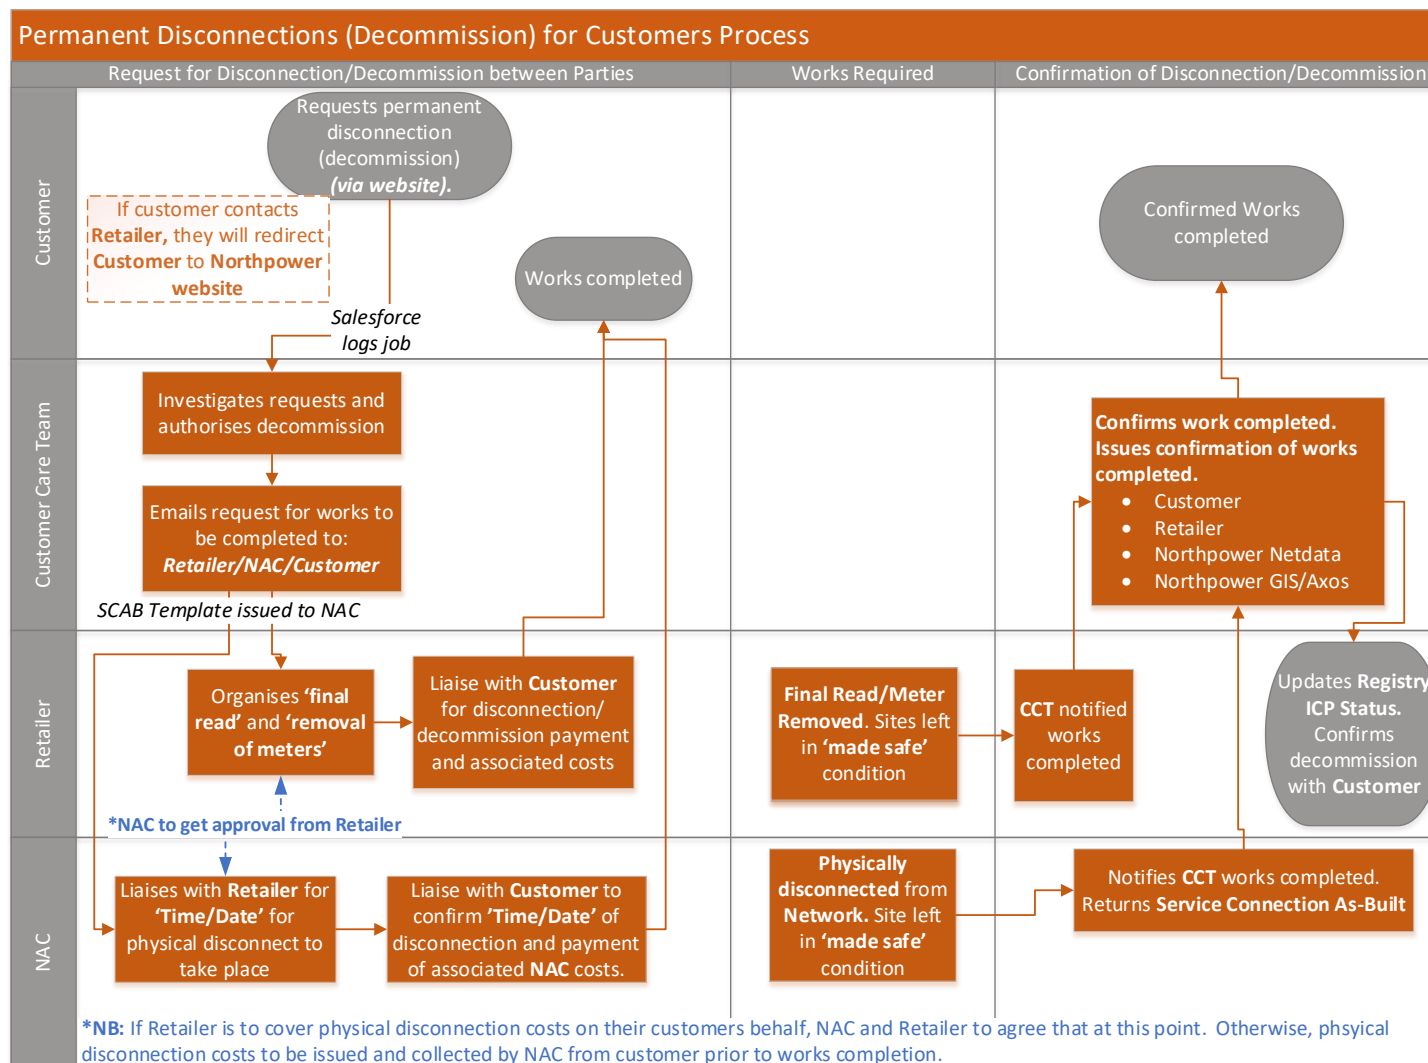 Permanent Disconnections (Decommission) for Customers Process
Request for Disconnection/Decommission between Parties
Works Required
Confirmation of Disconnection/Decommission
Customer
Requests permanent
disconnection
(decommission)
(via website).
If customer contacts
Retailer, they will redirect
Customer to Northpower
website
Salesforce
logs job
Works completed
Confirmed Works
completed
Customer Care Team
Investigates requests and
authorises decommission
Emails request for works to
be completed to:
Retailer/NAC/Customer
SCAB Template issued to NAC
Confirms work completed.
Issues confirmation of works
completed.
• Customer
• Retailer
• Northpower Netdata
• Northpower GIS/Axos
Retailer
Organises ‘final
read’ and ‘removal
of meters’
Liaise with Customer
for disconnection/
decommission payment
and associated costs
Final Read/Meter
Removed. Sites left
in ‘made safe’
condition
CCT notified
works
completed
Updates Registry
ICP Status.
Confirms
decommission
with Customer
*NAC to get approval from Retailer
NAC
Liaises with Retailer for
‘Time/Date’ for
physical disconnect to
take place
Liaise with Customer to
confirm ’Time/Date’ of
disconnection and payment
of associated NAC costs.
Physically
disconnected from
Network. Site left
in ‘made safe’
condition
Notifies CCT works completed.
Returns Service Connection As-Built
*NB: If Retailer is to cover physical disconnection costs on their customers behalf, NAC and Retailer to agree that at this point. Otherwise, phsyical
disconnection costs to be issued and collected by NAC from customer prior to works completion.